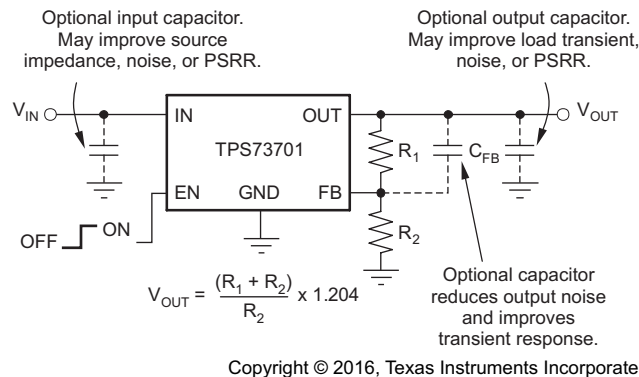 Optional input capacitor.
May improve source
impedance, noise, or PSRR.
Optional output capacitor.
May improve load transient,
noise, or PSRR.
VIN
IN
OUT
VOUT
TPS73701
R1
CFB
EN
GND
FB
OFF
ON
R2
VOUT = (R1 + R2)
R2
x 1.204
Optional capacitor
reduces output noise
and improves
transient response.
Copyright © 2016, Texas Instruments Incorporate